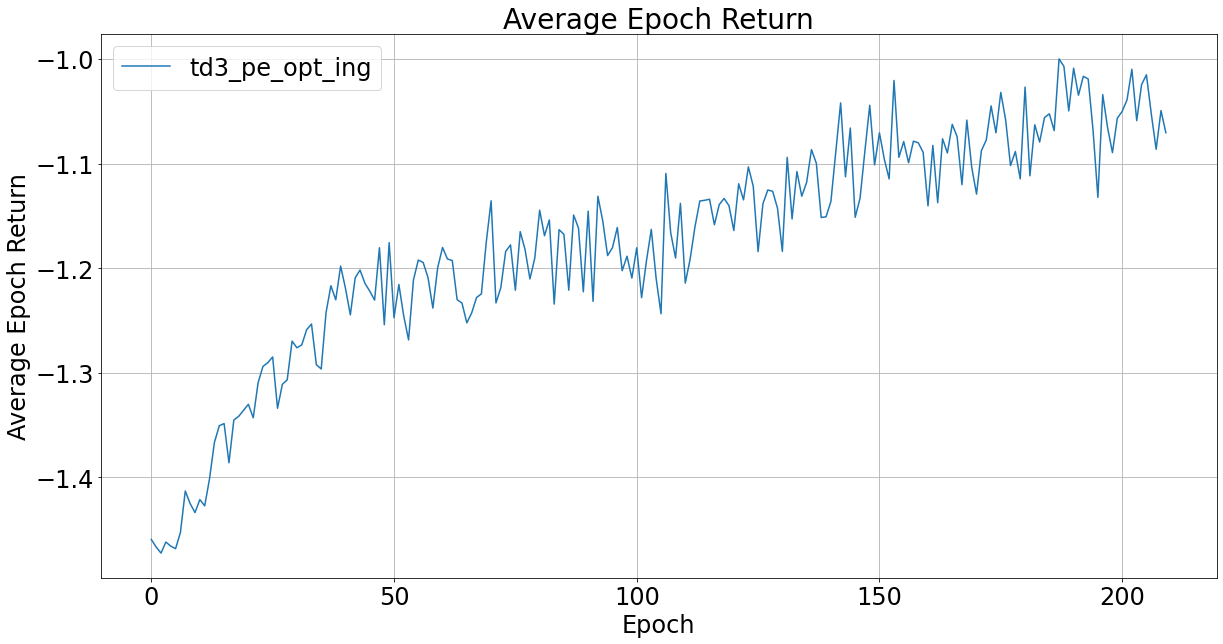 Average Epoch Return
td3_pe_opt_ing
Average Epoch Return
−1.0
−1.1
−1.2
−1.3
−1.4
0 50 100 150 200
Epoch